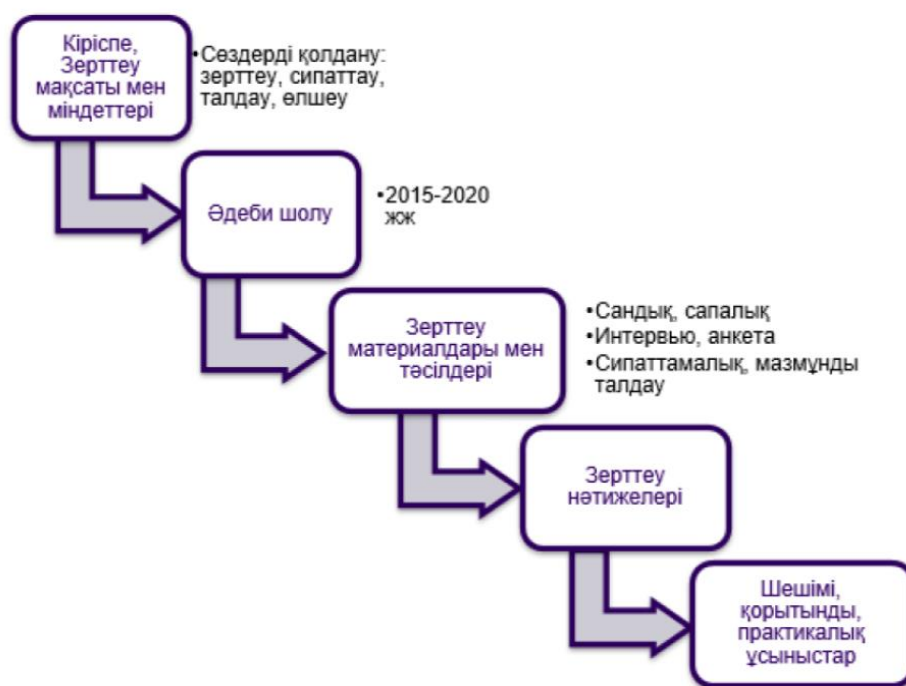 Кіріспе,
Зерттеу
мақсаты мен
міндеттері
•Сөздерді қолдану:
зерттеу, сипаттау,
талдау, өлшеу
Әдеби шолу
•2015-2020
жж
Зерттеу
материалдары мен
тәсілдері
•Сандық, сапалық
•Интервью, анкета
•Сипаттамалық, мазмұнды
талдау
Зерттеу
нәтижелері
Шешімі,
қорытынды,
практикалық
ұсыныстар